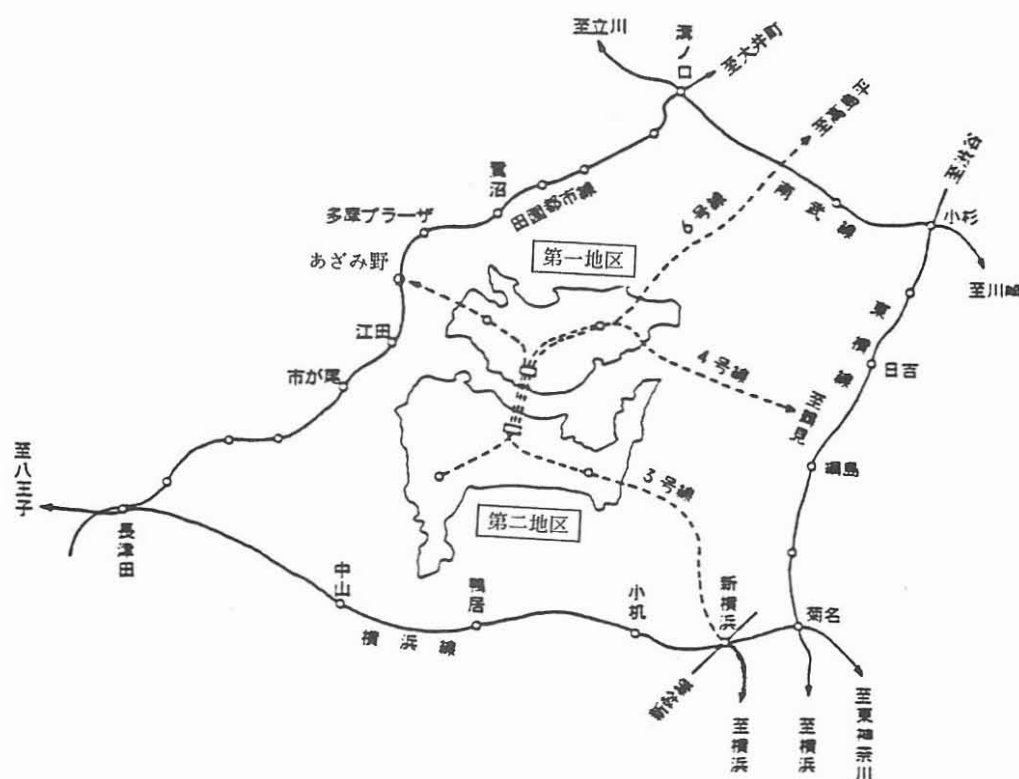 至立川
溝ノ口
至大井町
至高島平
鷺沼
田園都市線
南武線
至渋谷
小杉
多摩プラーザ
6号線
あざみ野
第一地区
至川崎
東横線
江田
4号線
日吉
市が尾
至鶴見
綱島
至八王子
3号線
第二地区
長津田
中山
鴨居
小机
新横浜
菊名
横浜線
新幹線
至横浜
至横浜
至東神奈川